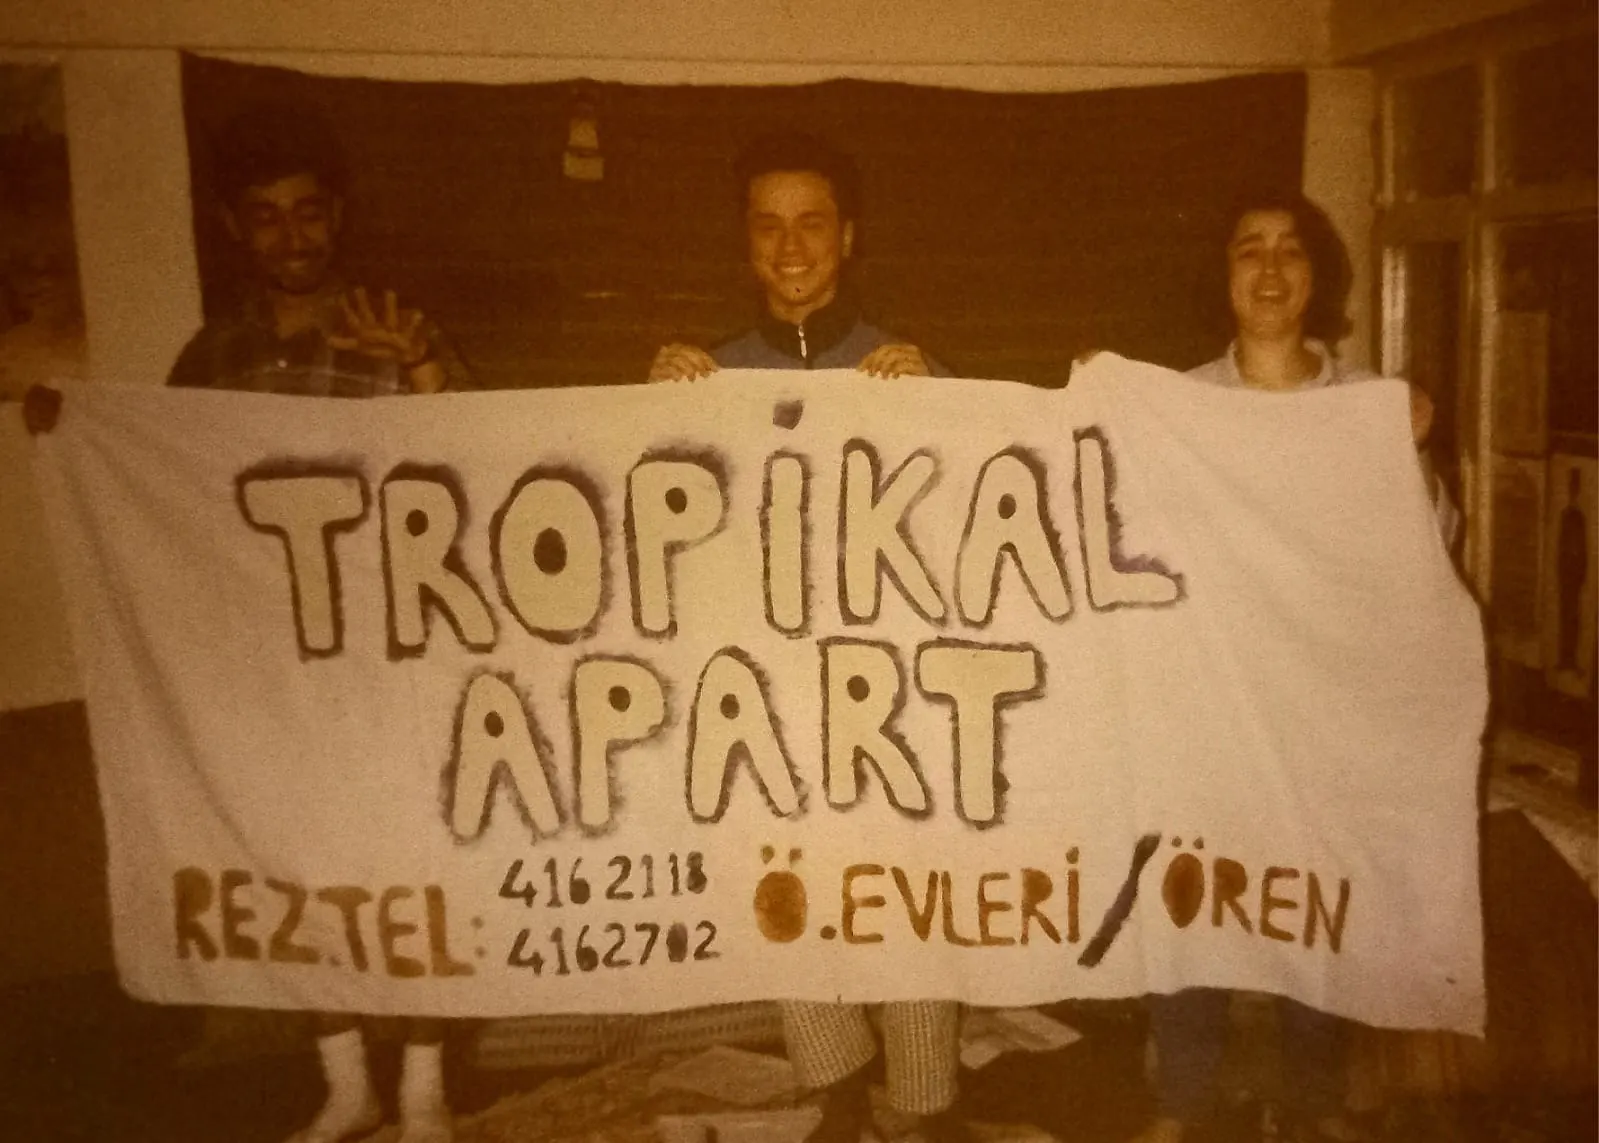 TROPİKAL
APART
REZ.TEL: 416 2118
4162702
Ö.EVLERİ/ÖREN